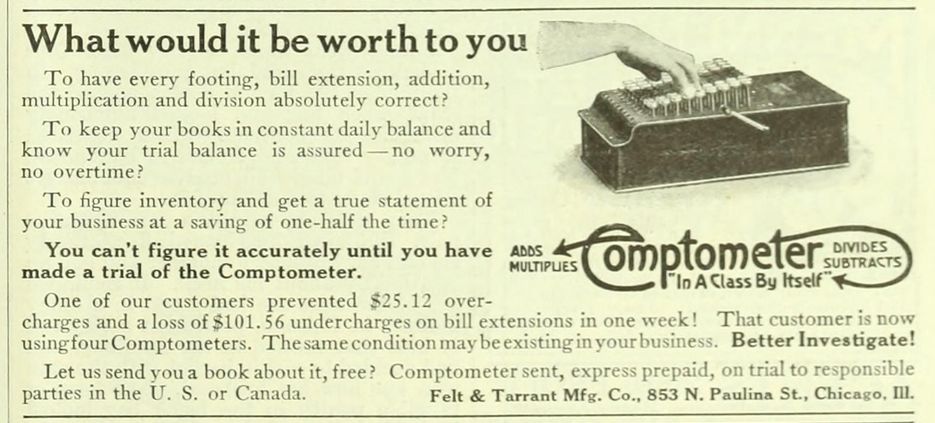 What would it be worth to you
To have every footing, bill extension, addition,
multiplication and division absolutely correct?
To keep your books in constant daily balance and
know your trial balance is assured—no worry,
no overtime?
To figure inventory and get a true statement of
your business at a saving of one-half the time?
You can't figure it accurately until you have
made a trial of the Comptometer.
ADDS
MULTIPLIES
Comptometer
DIVIDES
SUBTRACTS
"In A Class By Itself"
One of our customers prevented $25.12 over-
charges and a loss of $101.56 undercharges on bill extensions in one week! That customer is now
using four Comptometers. The same condition may be existing in your business. Better Investigate!
Let us send you a book about it, free? Comptometer sent, express prepaid, on trial to responsible
parties in the U. S. or Canada.
Felt & Tarrant Mfg. Co., 853 N. Paulina St., Chicago, Ill.